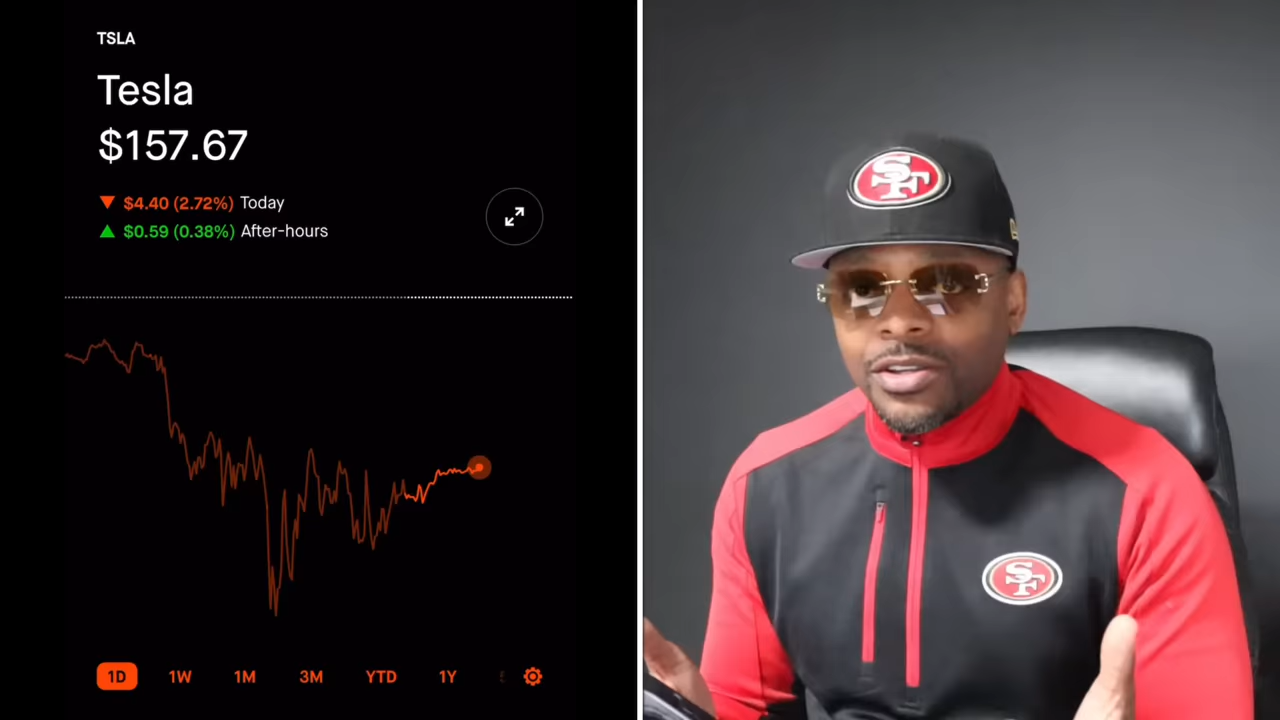 TSLA
Tesla
$157.67
▼ $4.40 (2.72%) Today
▲ $0.59 (0.38%) After-hours
1D 1W 1M 3M YTD 1Y
SF
SF